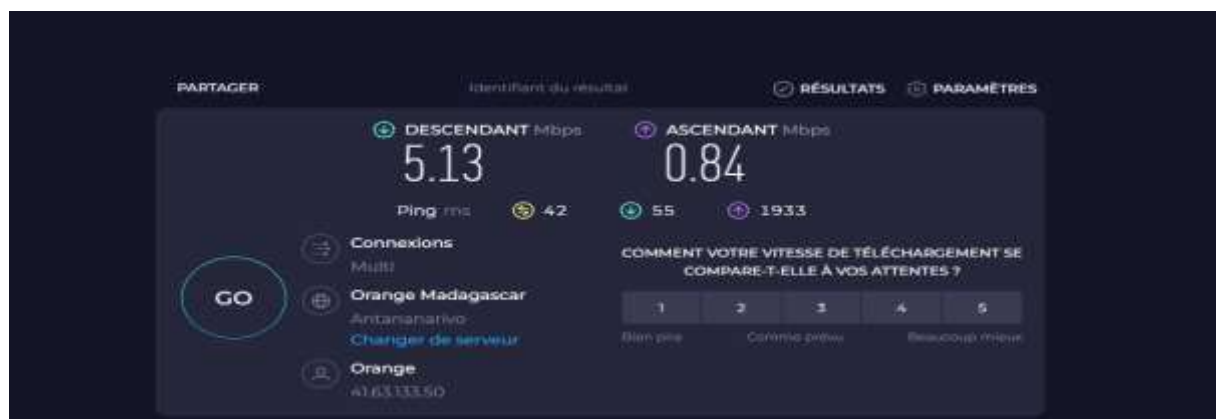 PARTAGER Identifiant du résultat RÉSULTATS PARAMÈTRES
DESCENDANT Mbps ASCENDANT Mbps
5.13 0.84
Ping ms 42 55 1933
Connexions
Multi
Orange Madagascar
Antananarivo
Changer de serveur
Orange
41.63.133.50
GO
COMMENT VOTRE VITESSE DE TÉLÉCHARGEMENT SE
COMPARE-T-ELLE À VOS ATTENTES ?
1 2 3 4 5
Bien pire Comme prévu Beaucoup mieux